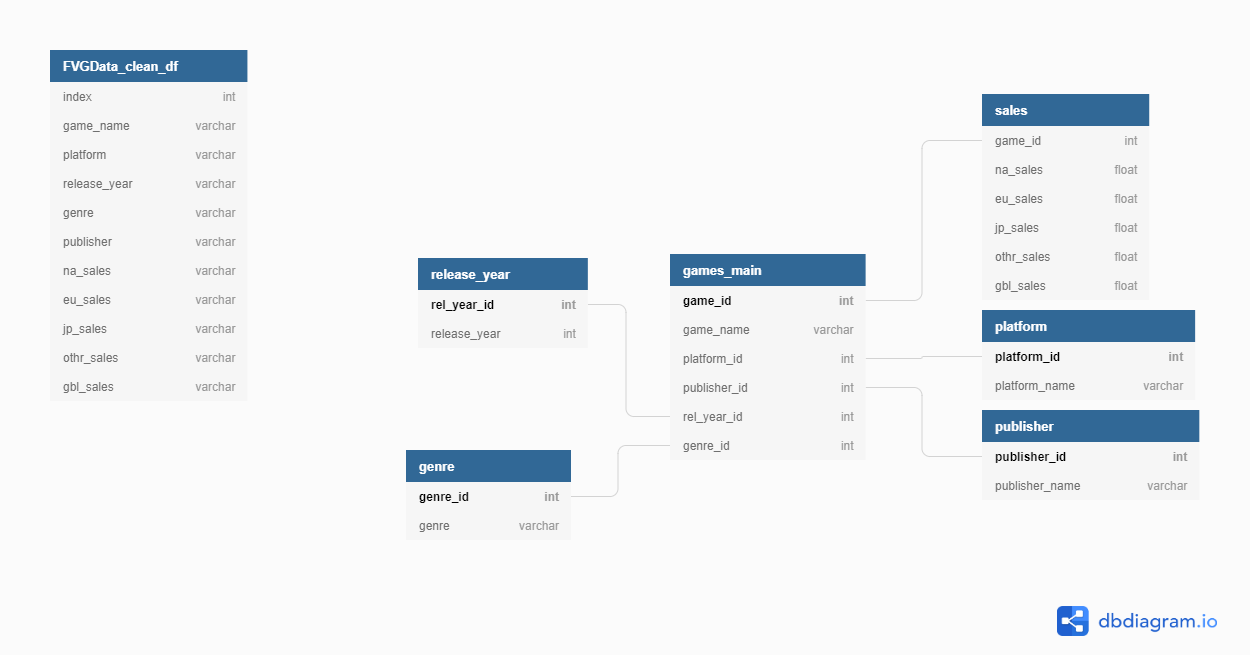 FVGData_clean_df
index int
game_name varchar
platform varchar
release_year varchar
genre varchar
publisher varchar
na_sales varchar
eu_sales varchar
jp_sales varchar
othr_sales varchar
gbl_sales varchar
release_year
rel_year_id int
release_year int
genre
genre_id int
genre varchar
games_main
game_id int
game_name varchar
platform_id int
publisher_id int
rel_year_id int
genre_id int
sales
game_id int
na_sales float
eu_sales float
jp_sales float
othr_sales float
gbl_sales float
platform
platform_id int
platform_name varchar
publisher
publisher_id int
publisher_name varchar
dbdiagram.io